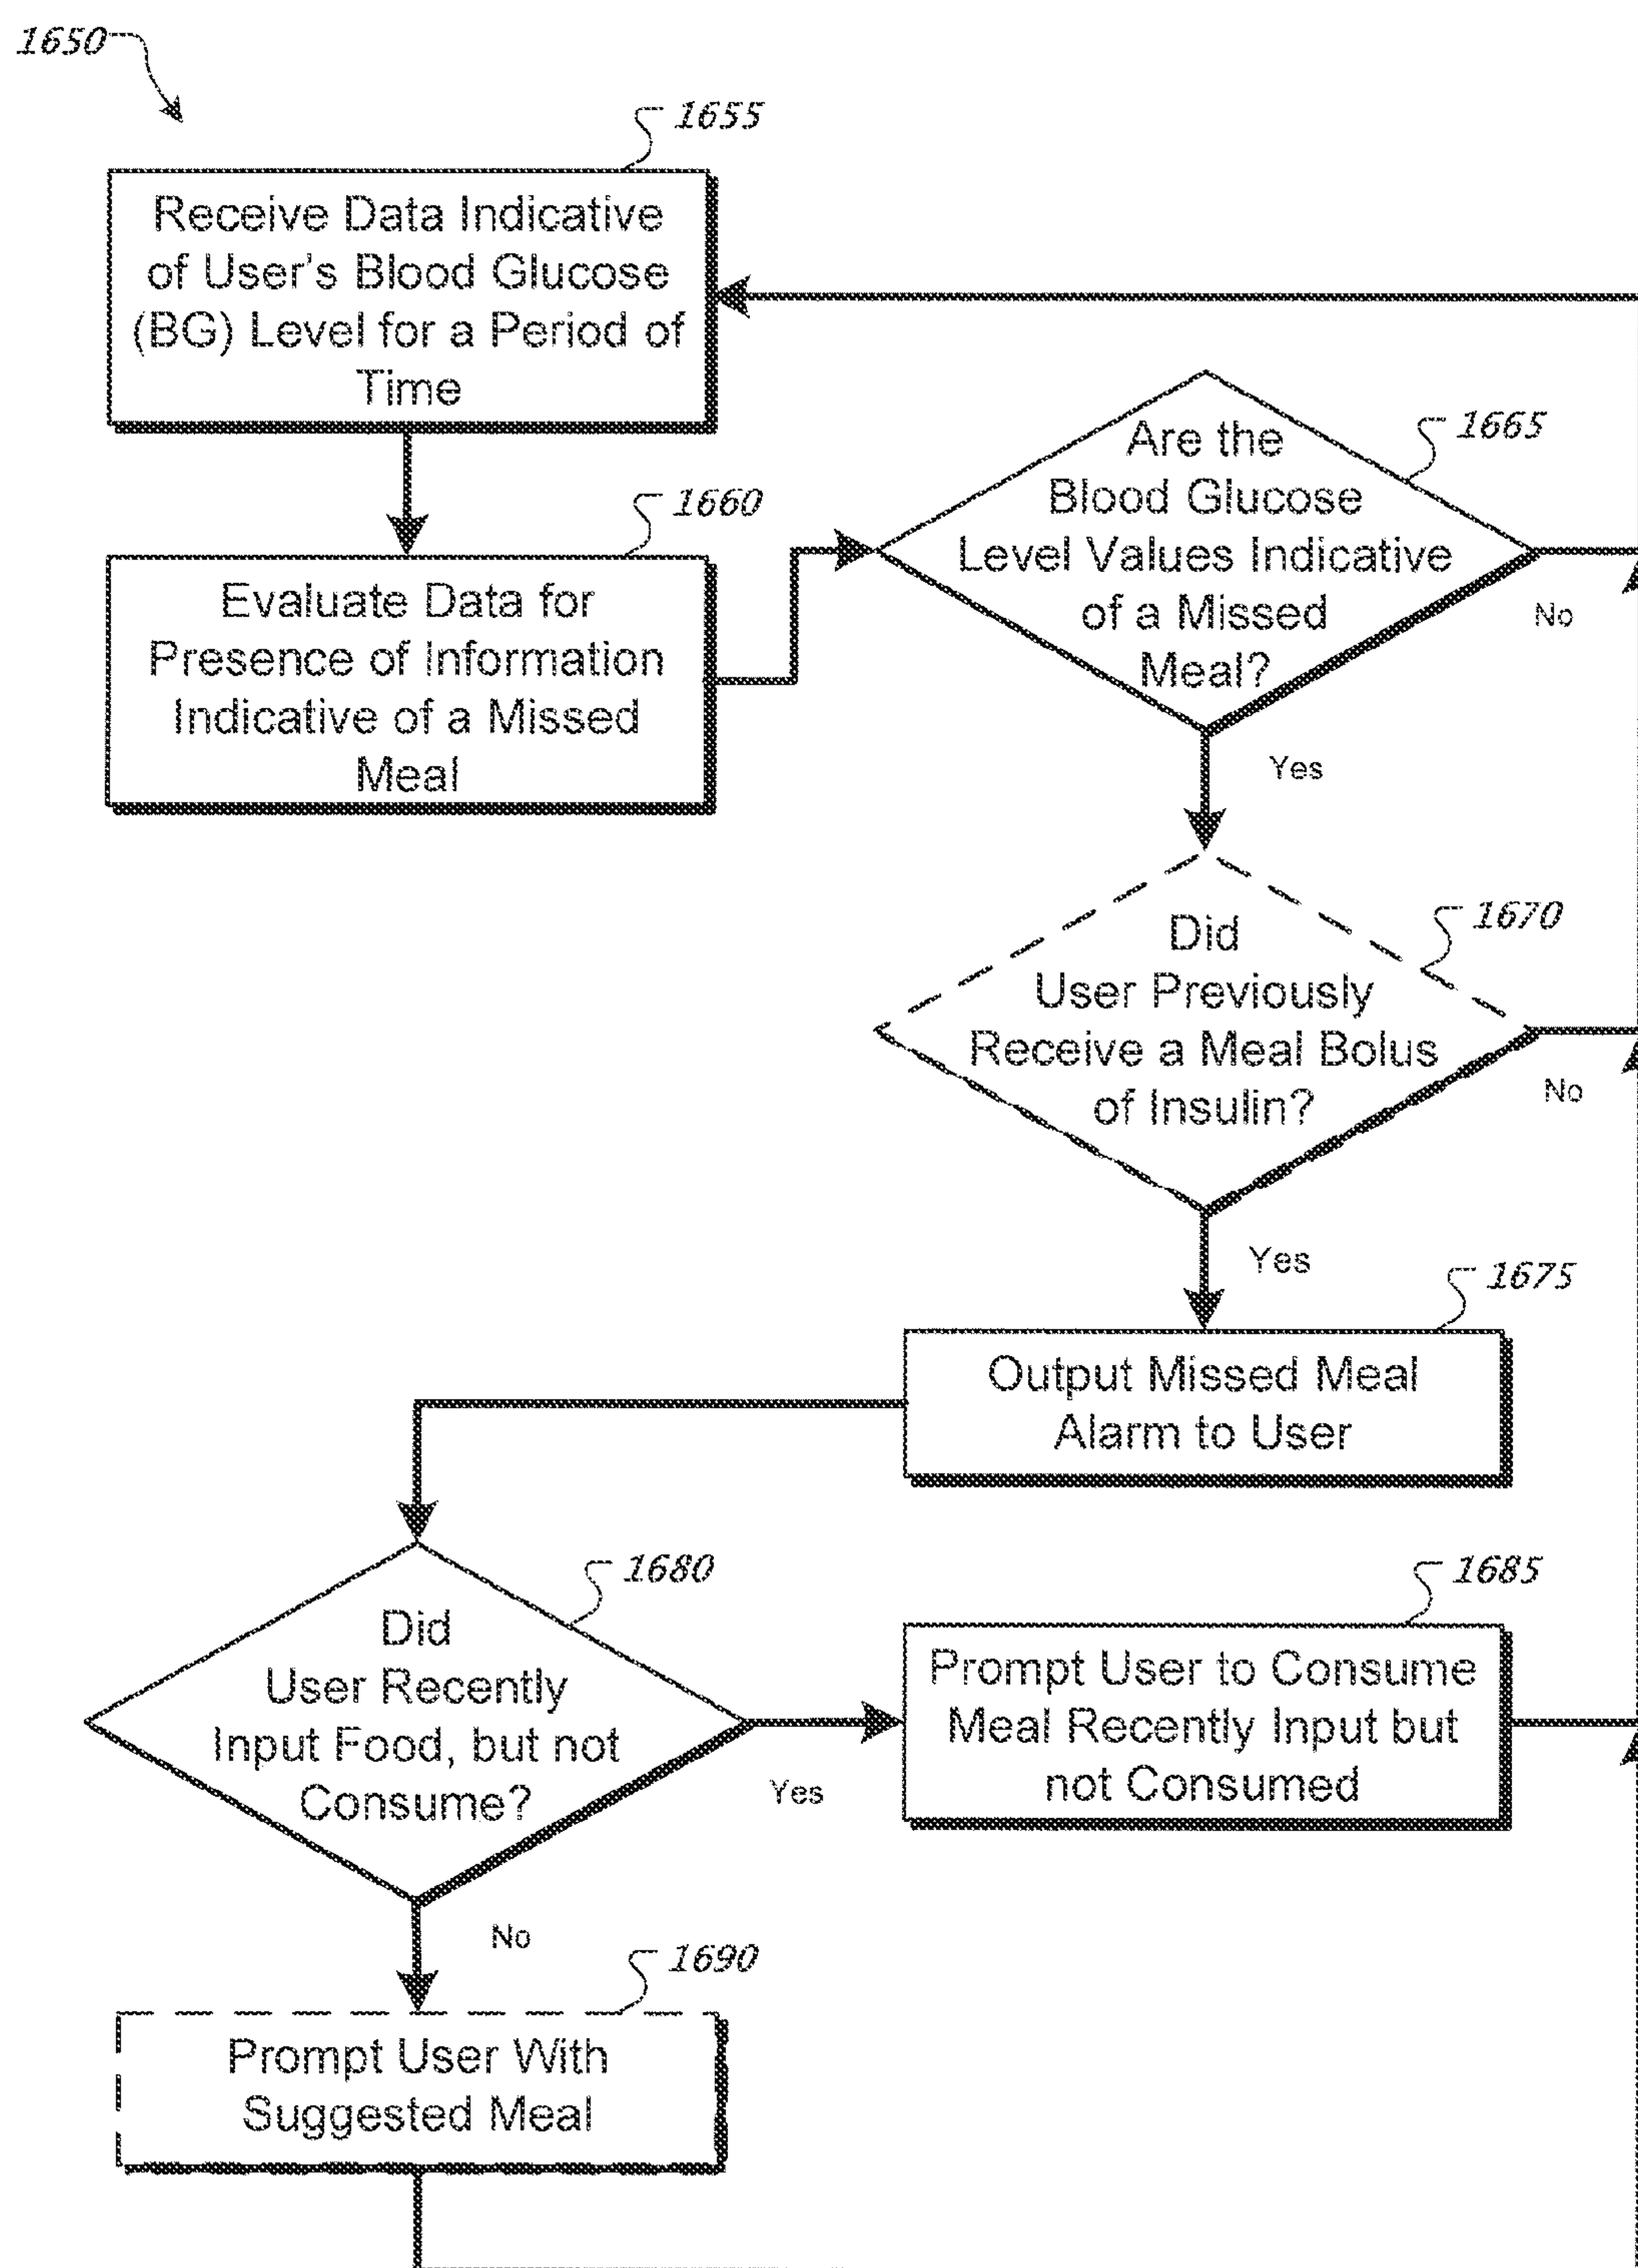 1650
1655
Receive Data Indicative
of User's Blood Glucose
(BG) Level for a Period of
Time
1660
Evaluate Data for
Presence of Information
Indicative of a Missed
Meal
1665
Are the
Blood Glucose
Level Values Indicative
of a Missed
Meal?
No
Yes
1670
Did
User Previously
Receive a Meal Bolus
of Insulin?
No
Yes
1675
Output Missed Meal
Alarm to User
1680
Did
User Recently
Input Food, but not
Consume?
Yes
No
1685
Prompt User to Consume
Meal Recently Input but
not Consumed
1690
Prompt User With
Suggested Meal